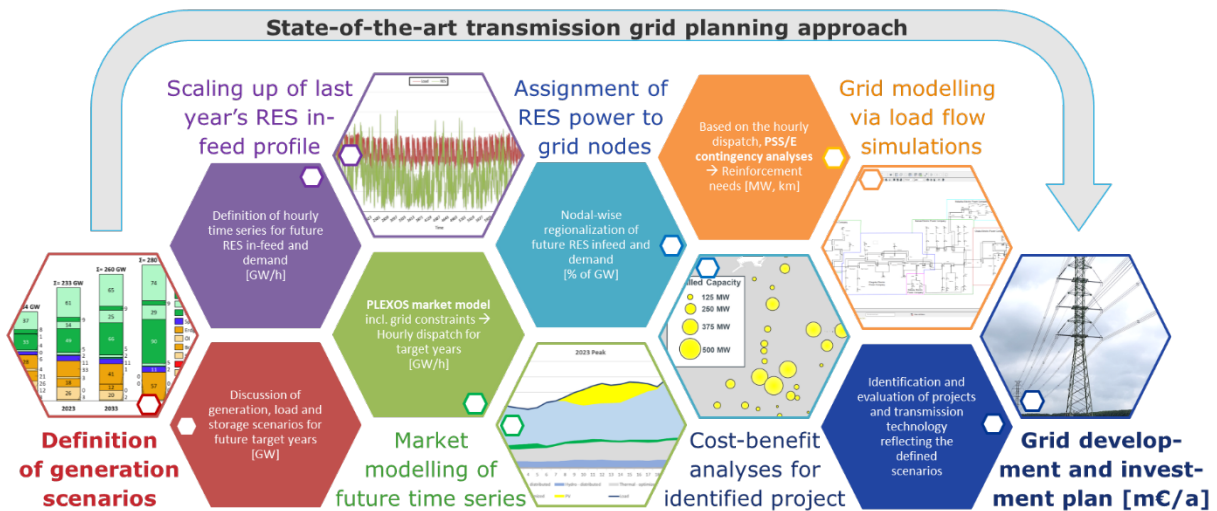 State-of-the-art transmission grid planning approach
Scaling up of last
year's RES in-
feed profile
Assignment of
RES power to
grid nodes
Based on the hourly
dispatch, PSS/E
contingency analyses
→ Reinforcement
needs [MW, km]
Grid modelling
via load flow
simulations
Time
Definition of hourly
time series for future
RES in-feed and
demand
[GW/h]
Nodal-wise
regionalization of
future RES infeed and
demand
[% of GW]
Σ= 233 GW
Σ= 260 GW
Σ= 280
2023
2033
PLEXOS market model
incl. grid constraints →
Hourly dispatch for
target years
[GW/h]
lled Capacity
125 MW
250 MW
375 MW
500 MW
Discussion of
generation, load and
storage scenarios for
future target years
[GW]
2023 Peak
PV
Load
Identification and
evaluation of projects
and transmission
technology
reflecting the
defined
scenarios
Definition
of generation
scenarios
Market
modelling of
future time series
Cost-benefit
analyses for
identified project
Grid develop-
ment and invest-
ment plan [m€/a]